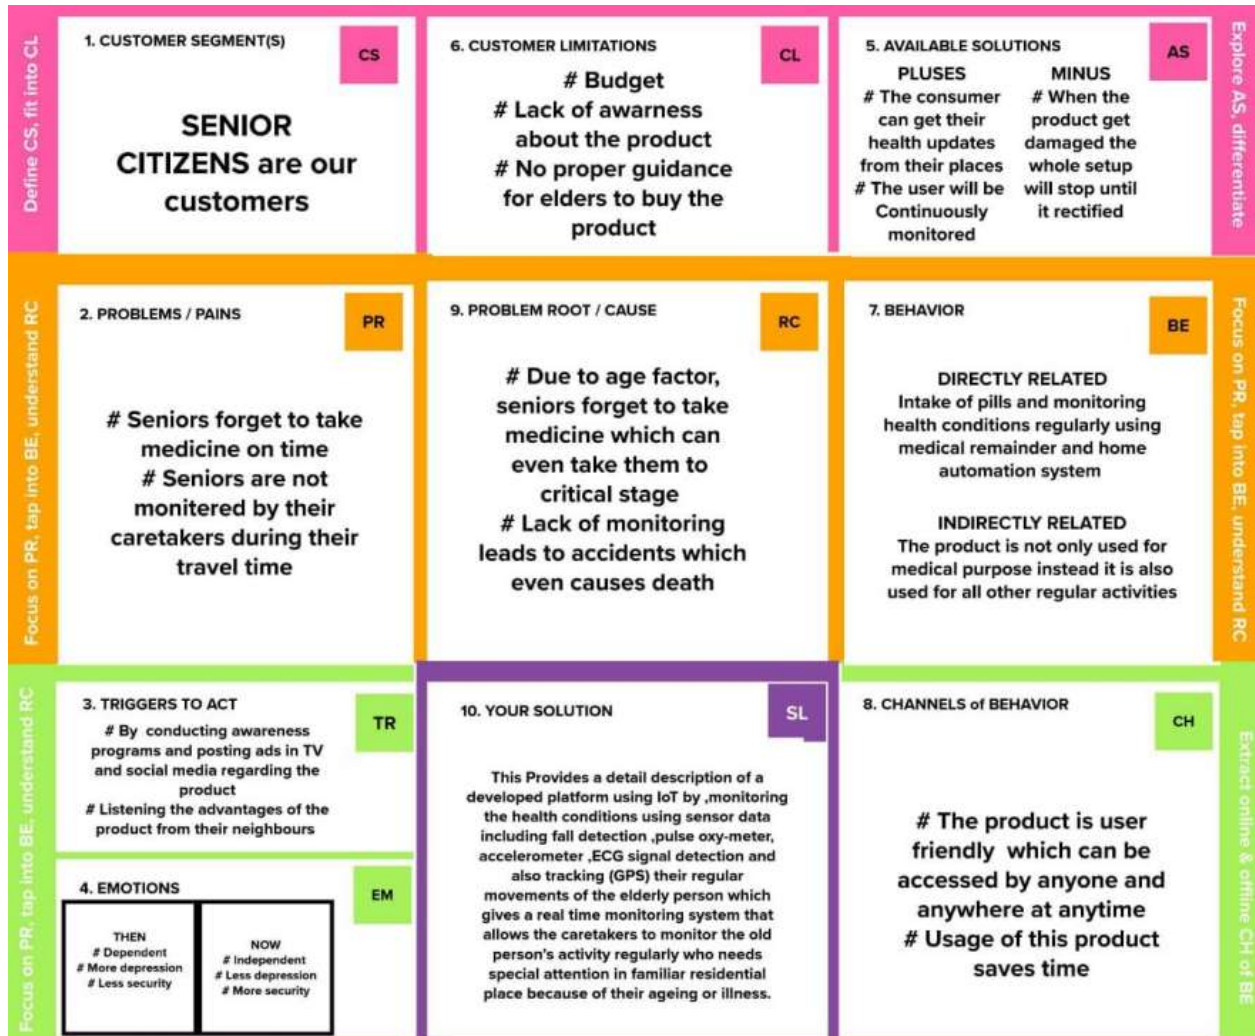 Define CS, fit into CL
1. CUSTOMER SEGMENT(S)
CS
SENIOR
CITIZENS are our
customers
6. CUSTOMER LIMITATIONS
CL
# Budget
# Lack of awarness
about the product
# No proper guidance
for elders to buy the
product
5. AVAILABLE SOLUTIONS
AS
PLUSES
# The consumer
can get their
health updates
from their places
# The user will be
Continuously
monitored
MINUS
# When the
product get
damaged the
whole setup
will stop until
it rectified
Explore AS, differentiate
Focus on PR, tap into BE, understand RC
2. PROBLEMS / PAINS
PR
# Seniors forget to take
medicine on time
# Seniors are not
monitered by their
caretakers during their
travel time
9. PROBLEM ROOT / CAUSE
RC
# Due to age factor,
seniors forget to take
medicine which can
even take them to
critical stage
# Lack of monitoring
leads to accidents which
even causes death
7. BEHAVIOR
BE
DIRECTLY RELATED
Intake of pills and monitoring
health conditions regularly using
medical remainder and home
automation system
INDIRECTLY RELATED
The product is not only used for
medical purpose instead it is also
used for all other regular activities
Focus on PR, tap into BE, understand RC
Focus on PR, tap into BE, understand RC
3. TRIGGERS TO ACT
TR
# By conducting awareness
programs and posting ads in TV
and social media regarding the
product
# Listening the advantages of the
product from their neighbours
4. EMOTIONS
EM
THEN
# Dependent
# More depression
# Less security
NOW
# Independent
# Less depression
# More security
10. YOUR SOLUTION
SL
This Provides a detail description of a
developed platform using IoT by ,monitoring
the health conditions using sensor data
including fall detection ,pulse oxy-meter,
accelerometer ,ECG signal detection and
also tracking (GPS) their regular
movements of the elderly person which
gives a real time monitoring system that
allows the caretakers to monitor the old
person's activity regularly who needs
special attention in familiar residential
place because of their ageing or illness.
8. CHANNELS of BEHAVIOR
CH
# The product is user
friendly which can be
accessed by anyone and
anywhere at anytime
# Usage of this product
saves time
Extract online & offline CH of BE